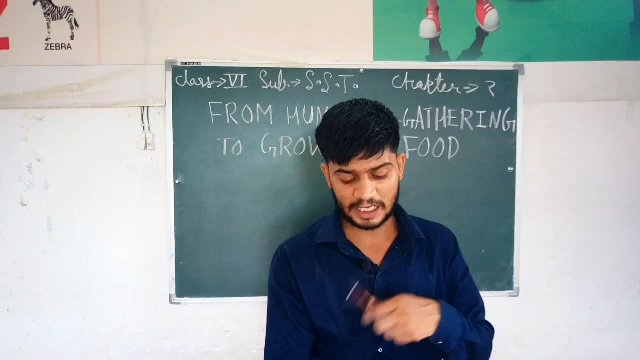 ZEBRA
Class→VI Sub.→S.S.T. Chapter→2
FROM HUN GATHERING
TO GROW FOOD